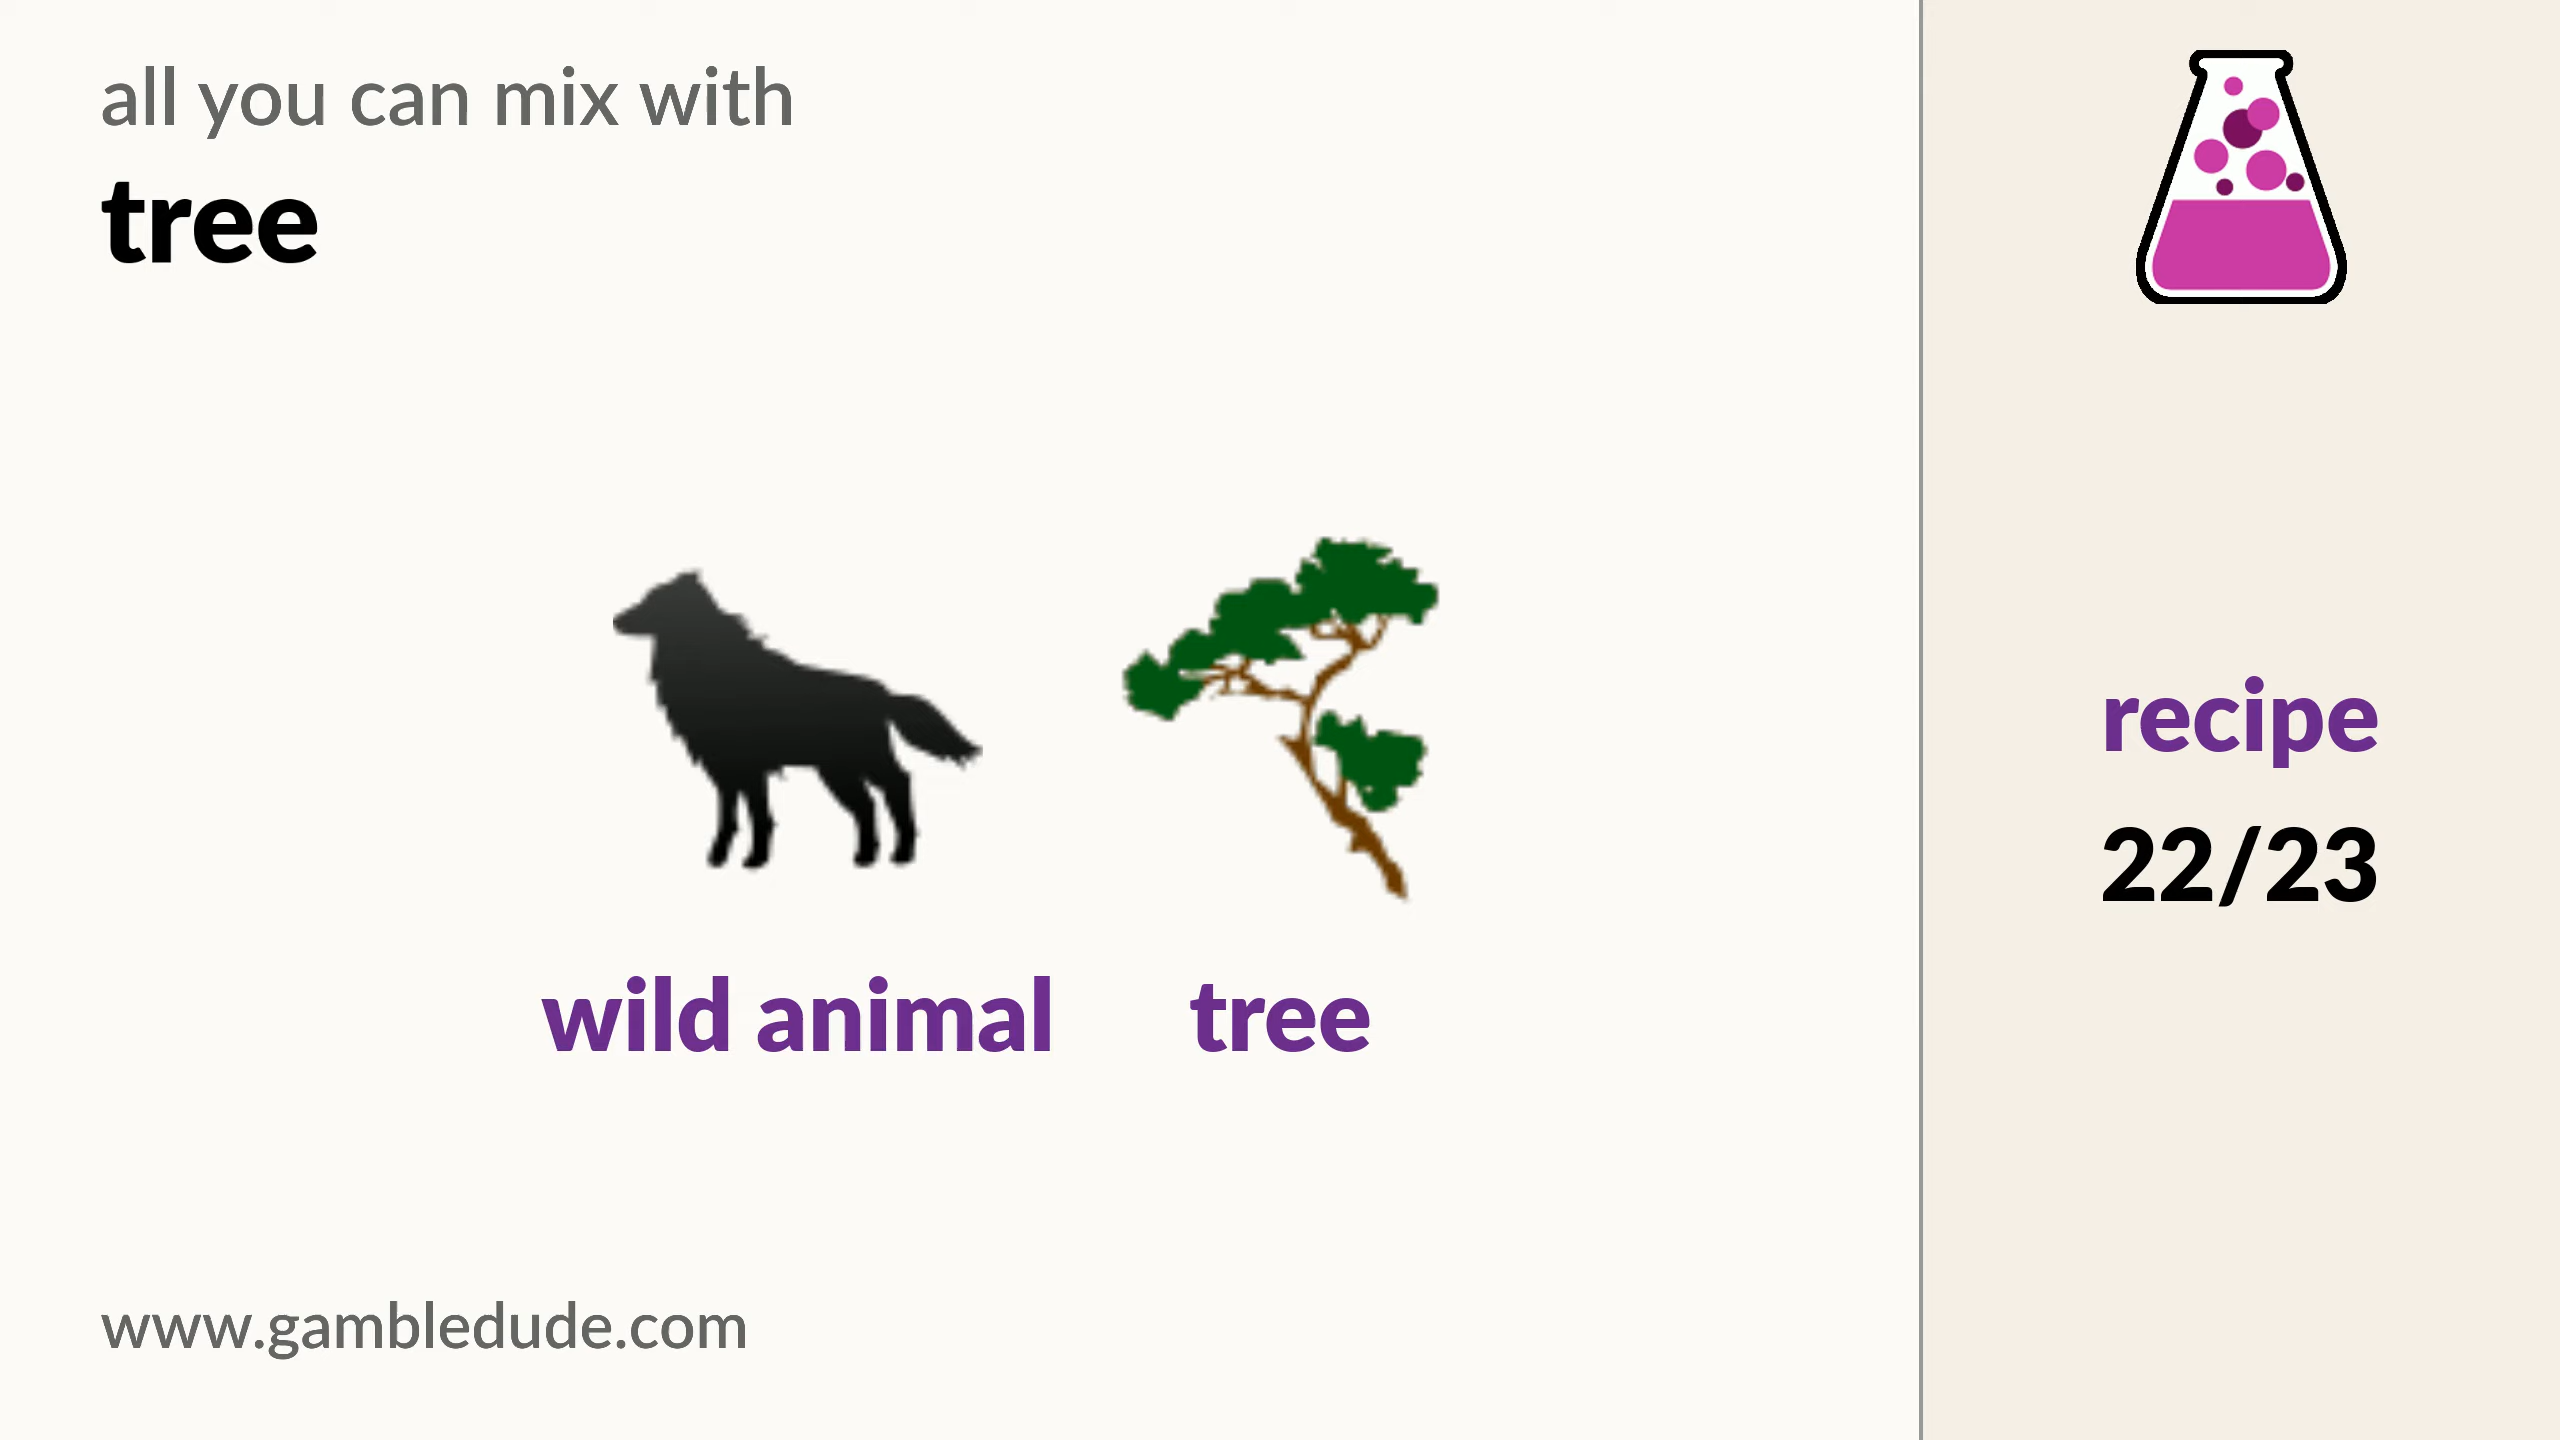 all you can mix with
tree
wild animal
tree
recipe
22/23
www.gambledude.com